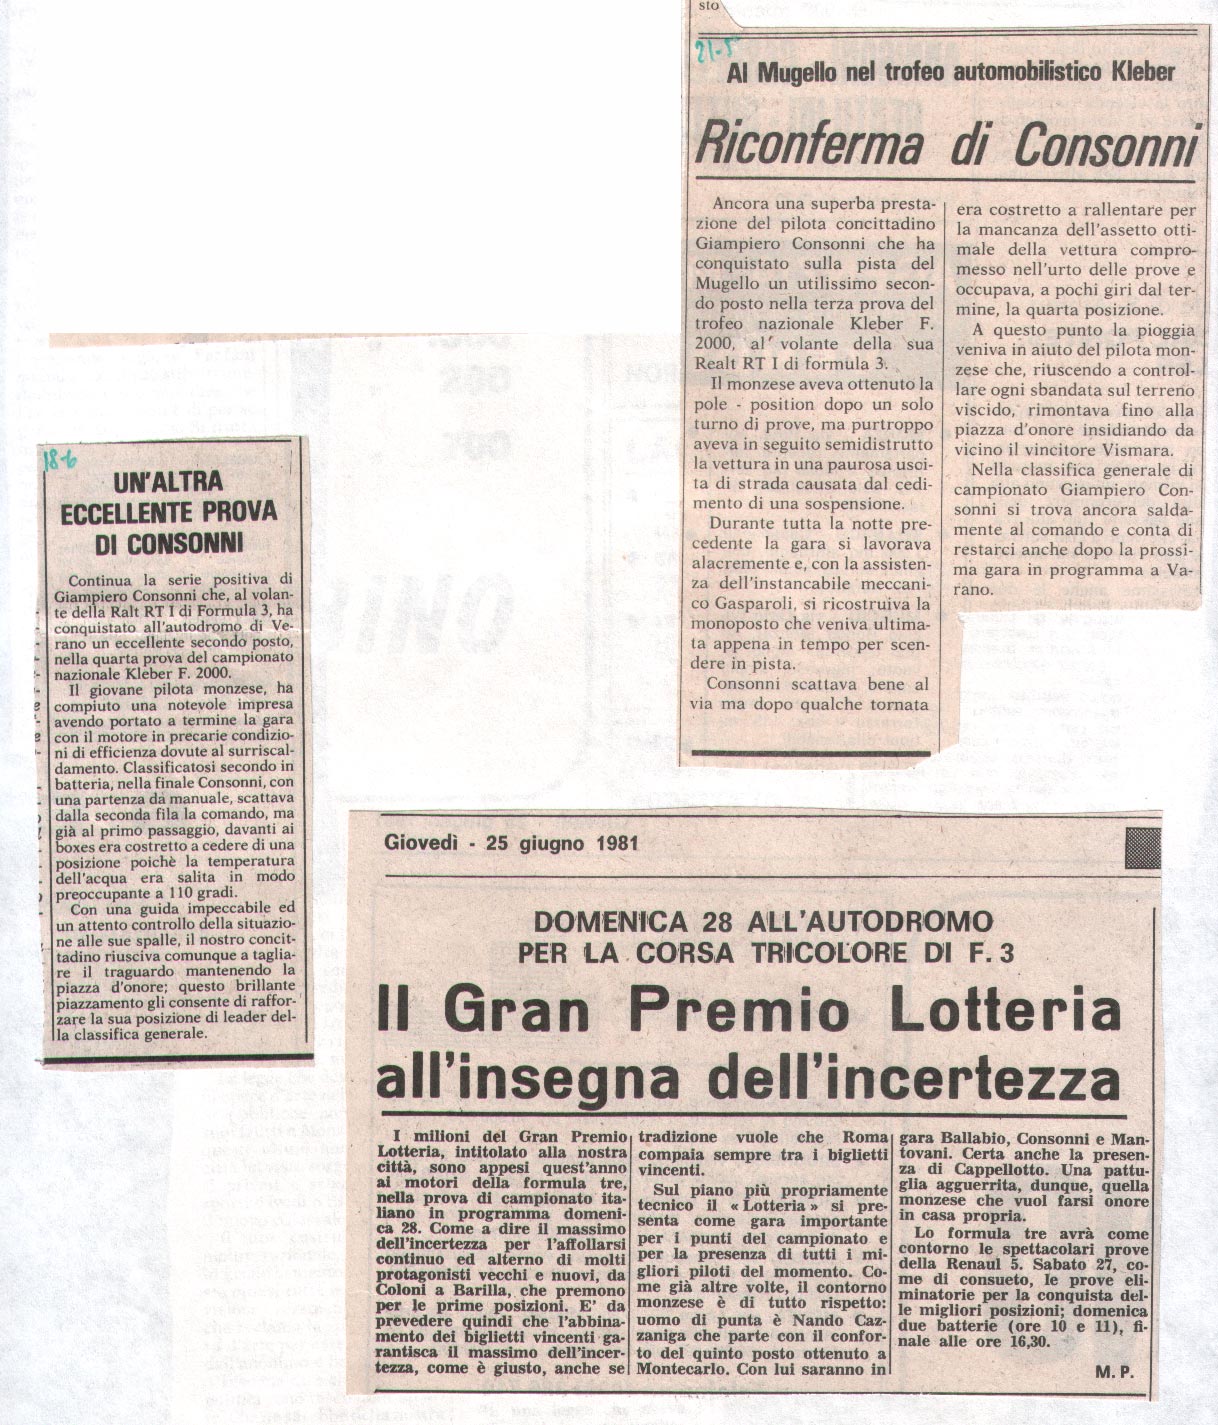 sto
21-5
Al Mugello nel trofeo automobilistico Kleber
Riconferma di Consonni
Ancora una superba presta-
zione del pilota concittadino
Giampiero Consonni che ha
conquistato sulla pista del
Mugello un utilissimo secon-
do posto nella terza prova del
trofeo nazionale Kleber F.
2000, al' volante della sua
Realt RT I di formula 3.
Il monzese aveva ottenuto la
pole - position dopo un solo
turno di prove, ma purtroppo
aveva in seguito semidistrutto
la vettura in una paurosa usci-
ta di strada causata dal cedi-
mento di una sospensione.
Durante tutta la notte pre-
cedente la gara si lavorava
alacremente e, con la assisten-
za dell'instancabile meccani-
co Gasparoli, si ricostruiva la
monoposto che veniva ultima-
ta appena in tempo per scen-
dere in pista.
Consonni scattava bene al
via ma dopo qualche tornata
era costretto a rallentare per
la mancanza dell'assetto otti-
male della vettura compro-
messo nell'urto delle prove e
occupava, a pochi giri dal ter-
mine, la quarta posizione.
A questo punto la pioggia
veniva in aiuto del pilota mon-
zese che, riuscendo a control-
lare ogni sbandata sul terreno
viscido, rimontava fino alla
piazza d'onore insidiando da
vicino il vincitore Vismara.
Nella classifica generale di
campionato Giampiero Con-
sonni si trova ancora salda-
mente al comando e conta di
restarci anche dopo la prossi-
ma gara in programma a Va-
rano.
18-6
UN'ALTRA
ECCELLENTE PROVA
DI CONSONNI
Continua la serie positiva di
Giampiero Consonni che, al volan-
te della Ralt RT I di Formula 3, ha
conquistato all'autodromo di Ve-
rano un eccellente secondo posto,
nella quarta prova del campionato
nazionale Kleber F. 2000.
Il giovane pilota monzese, ha
compiuto una notevole impresa
avendo portato a termine la gara
con il motore in precarie condizio-
ni di efficienza dovute al surriscal-
damento. Classificatosi secondo in
batteria, nella finale Consonni, con
una partenza da manuale, scattava
dalla seconda fila la comando, ma
già al primo passaggio, davanti ai
boxes era costretto a cedere di una
posizione poichè la temperatura
dell'acqua era salita in modo
preoccupante a 110 gradi.
Con una guida impeccabile ed
un attento controllo della situazio-
ne alle sue spalle, il nostro concit-
tadino riusciva comunque a taglia-
re il traguardo mantenendo la
piazza d'onore; questo brillante
piazzamento gli consente di raffor-
zare la sua posizione di leader del-
la classifica generale.
Giovedì - 25 giugno 1981
DOMENICA 28 ALL'AUTODROMO
PER LA CORSA TRICOLORE DI F. 3
Il Gran Premio Lotteria
all'insegna dell'incertezza
I milioni del Gran Premio
Lotteria, intitolato alla nostra
città, sono appesi quest'anno
ai motori della formula tre,
nella prova di campionato ita-
liano in programma domeni-
ca 28. Come a dire il massimo
dell'incertezza per l'affollarsi
continuo ed alterno di molti
protagonisti vecchi e nuovi, da
Coloni a Barilla, che premono
per le prime posizioni. E' da
prevedere quindi che l'abbina-
mento dei biglietti vincenti ga-
rantisca il massimo dell'incer-
tezza, come è giusto, anche se
tradizione vuole che Roma
compaia sempre tra i biglietti
vincenti.
Sul piano più propriamente
tecnico il « Lotteria » si pre-
senta come gara importante
per i punti del campionato e
per la presenza di tutti i mi-
gliori piloti del momento. Co-
me già altre volte, il contorno
monzese è di tutto rispetto:
uomo di punta è Nando Caz-
zaniga che parte con il confor-
to del quinto posto ottenuto a
Montecarlo. Con lui saranno in
gara Ballabio, Consonni e Man-
tovani. Certa anche la presen-
za di Cappellotto. Una pattu-
glia agguerrita, dunque, quella
monzese che vuol farsi onore
in casa propria.
Lo formula tre avrà come
contorno le spettacolari prove
della Renaul 5. Sabato 27, co-
me di consueto, le prove eli-
minatorie per la conquista del-
le migliori posizioni; domenica
due batterie (ore 10 e 11), fi-
nale alle ore 16,30.
M. P.